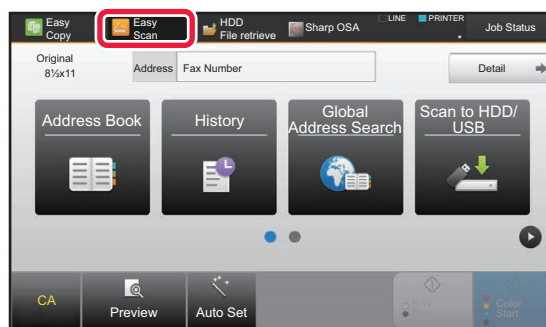 Easy
Copy
Easy
Scan
HDD
File retrieve
Sharp OSA
LINE
PRINTER
Job Status
Original
8½x11
Address
Fax Number
Detail
Address Book
History
Global
Address Search
Scan to HDD/
USB
CA
Preview
Auto Set
B/W
Start
Color
Start